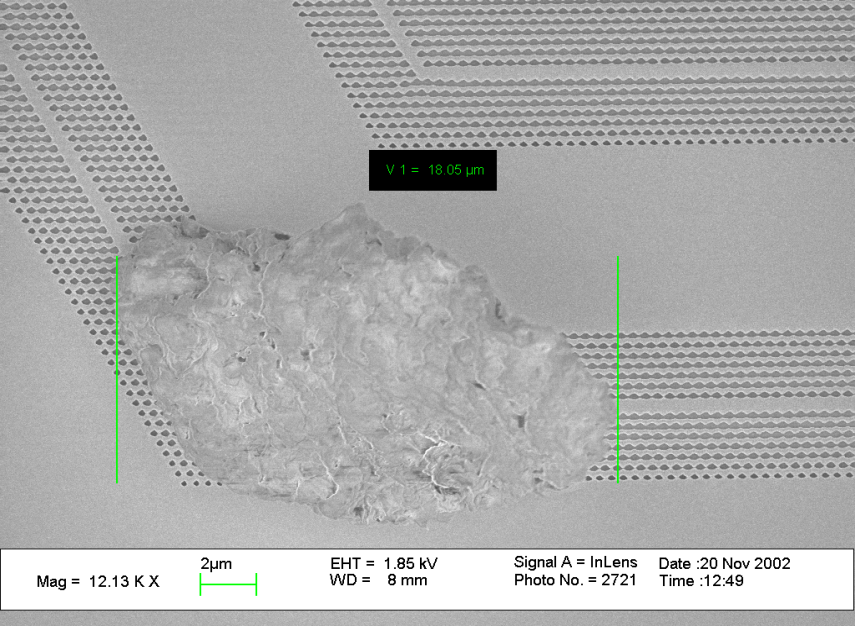 V 1 = 18.05 µm
2µm
Mag = 12.13 K X
EHT = 1.85 kV
WD = 8 mm
Signal A = InLens
Photo No. = 2721
Date :20 Nov 2002
Time :12:49